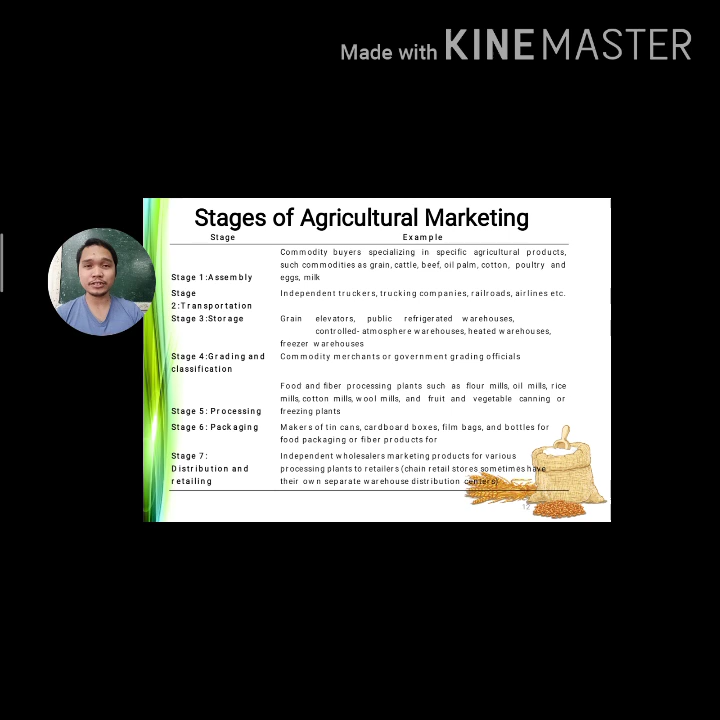 Made with KINEMASTER
Stages of Agricultural Marketing
Stage Example
Commodity buyers specializing in specific agricultural products,
such commodities as grain, cattle, beef, oil palm, cotton, poultry and
Stage 1:Assembly eggs, milk
Stage Independent truckers, trucking companies, railroads, airlines etc.
2:Transportation
Stage 3:Storage Grain elevators, public refrigerated warehouses,
controlled- atmosphere warehouses, heated warehouses,
freezer warehouses
Stage 4:Grading and Commodity merchants or government grading officials
classification
Food and fiber processing plants such as flour mills, oil mills, rice
mills, cotton mills, wool mills, and fruit and vegetable canning or
Stage 5: Processing freezing plants
Stage 6: Packaging Makers of tin cans, cardboard boxes, film bags, and bottles for
food packaging or fiber products for
Stage 7: Independent wholesalers marketing products for various
Distribution and processing plants to retailers (chain retail stores sometimes have
retailing their own separate warehouse distribution centers)
12